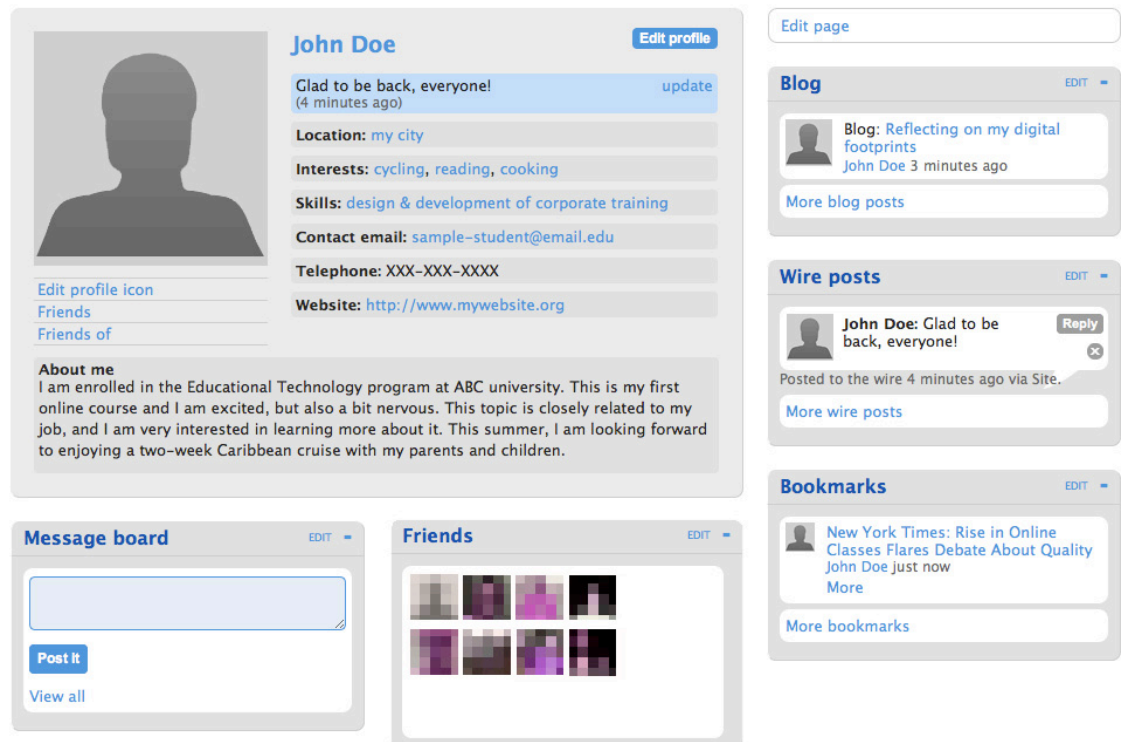 John Doe
Edit profile
Glad to be back, everyone!
(4 minutes ago)
update
Location: my city
Interests: cycling, reading, cooking
Skills: design & development of corporate training
Contact email: sample-student@email.edu
Telephone: XXX-XXX-XXXX
Website: http://www.mywebsite.org
Edit profile icon
Friends
Friends of
About me
I am enrolled in the Educational Technology program at ABC university. This is my first
online course and I am excited, but also a bit nervous. This topic is closely related to my
job, and I am very interested in learning more about it. This summer, I am looking forward
to enjoying a two-week Caribbean cruise with my parents and children.
Message board
EDIT
Post it
View all
Friends
EDIT
Edit page
Blog
EDIT
Blog: Reflecting on my digital
footprints
John Doe 3 minutes ago
More blog posts
Wire posts
EDIT
John Doe: Glad to be
back, everyone!
Reply
Posted to the wire 4 minutes ago via Site.
More wire posts
Bookmarks
EDIT
New York Times: Rise in Online
Classes Flares Debate About Quality
John Doe just now
More
More bookmarks